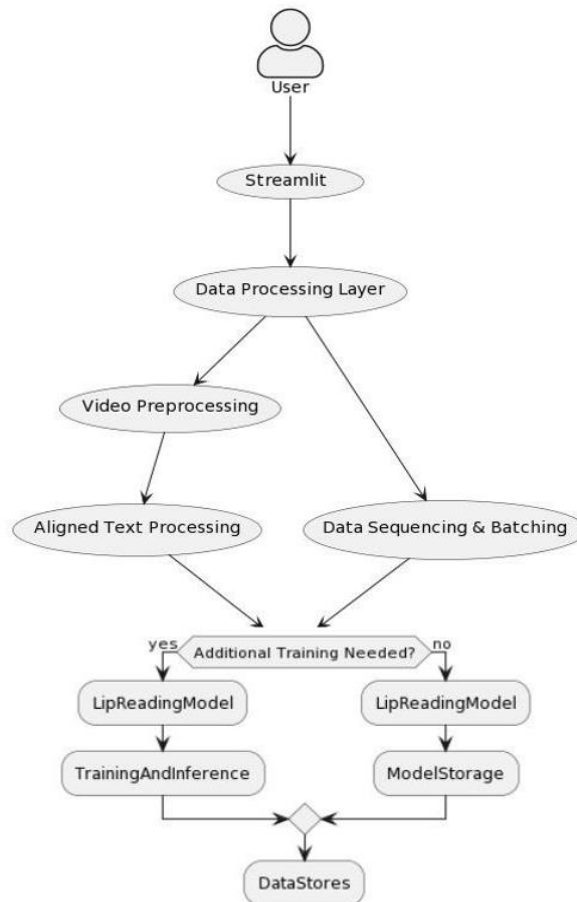 User
Streamlit
Data Processing Layer
Video Preprocessing
Aligned Text Processing
Data Sequencing & Batching
yes
Additional Training Needed?
no
LipReadingModel
LipReadingModel
TrainingAndInference
ModelStorage
DataStores